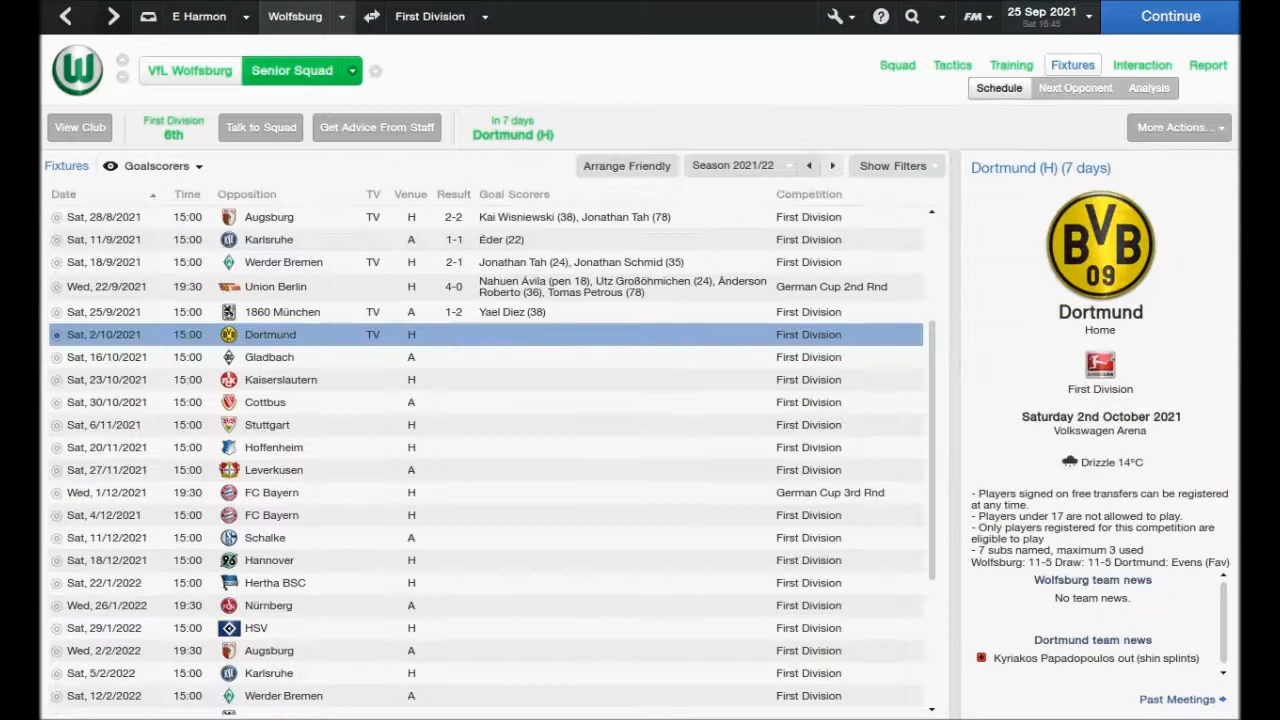 E Harmon
Wolfsburg
First Division
FM
25 Sep 2021
Sat 16:45
Continue
VfL Wolfsburg
Senior Squad
Squad
Tactics
Training
Fixtures
Interaction
Report
Schedule
Next Opponent
Analysis
View Club
First Division
6th
Talk to Squad
Get Advice From Staff
In 7 days
Dortmund (H)
More Actions...
Fixtures
Goalscorers
Arrange Friendly
Season 2021/22
Show Filters
Date Time Opposition TV Venue Result Goal Scorers Competition
Sat, 28/8/2021 15:00 Augsburg TV H 2-2 Kai Wisniewski (38), Jonathan Tah (78) First Division
Sat, 11/9/2021 15:00 Karlsruhe A 1-1 Éder (22) First Division
Sat, 18/9/2021 15:00 Werder Bremen TV H 2-1 Jonathan Tah (24), Jonathan Schmid (35) First Division
Wed, 22/9/2021 19:30 Union Berlin H 4-0 Nahuen Ávila (pen 18), Utz Großöhmichen (24), Ânderson
Roberto (36), Tomas Petrous (78) German Cup 2nd Rnd
Sat, 25/9/2021 15:00 1860 München TV A 1-2 Yael Diez (38) First Division
Sat, 2/10/2021 15:00 Dortmund TV H First Division
Sat, 16/10/2021 15:00 Gladbach A First Division
Sat, 23/10/2021 15:00 Kaiserslautern H First Division
Sat, 30/10/2021 15:00 Cottbus A First Division
Sat, 6/11/2021 15:00 Stuttgart H First Division
Sat, 20/11/2021 15:00 Hoffenheim H First Division
Sat, 27/11/2021 15:00 Leverkusen A First Division
Wed, 1/12/2021 19:30 FC Bayern H German Cup 3rd Rnd
Sat, 4/12/2021 15:00 FC Bayern H First Division
Sat, 11/12/2021 15:00 Schalke A First Division
Sat, 18/12/2021 15:00 Hannover H First Division
Sat, 22/1/2022 15:00 Hertha BSC H First Division
Wed, 26/1/2022 19:30 Nürnberg A First Division
Sat, 29/1/2022 15:00 HSV H First Division
Wed, 2/2/2022 19:30 Augsburg A First Division
Sat, 5/2/2022 15:00 Karlsruhe H First Division
Sat, 12/2/2022 15:00 Werder Bremen A First Division
Dortmund (H) (7 days)
BVB
09
Dortmund
Home
First Division
Saturday 2nd October 2021
Volkswagen Arena
Drizzle 14°C
- Players signed on free transfers can be registered
at any time.
- Players under 17 are not allowed to play.
- Only players registered for this competition are
eligible to play
- 7 subs named, maximum 3 used
Wolfsburg: 11-5 Draw: 11-5 Dortmund: Evens (Fav)
Wolfsburg team news
No team news.
Dortmund team news
Kyriakos Papadopoulos out (shin splints)
Past Meetings